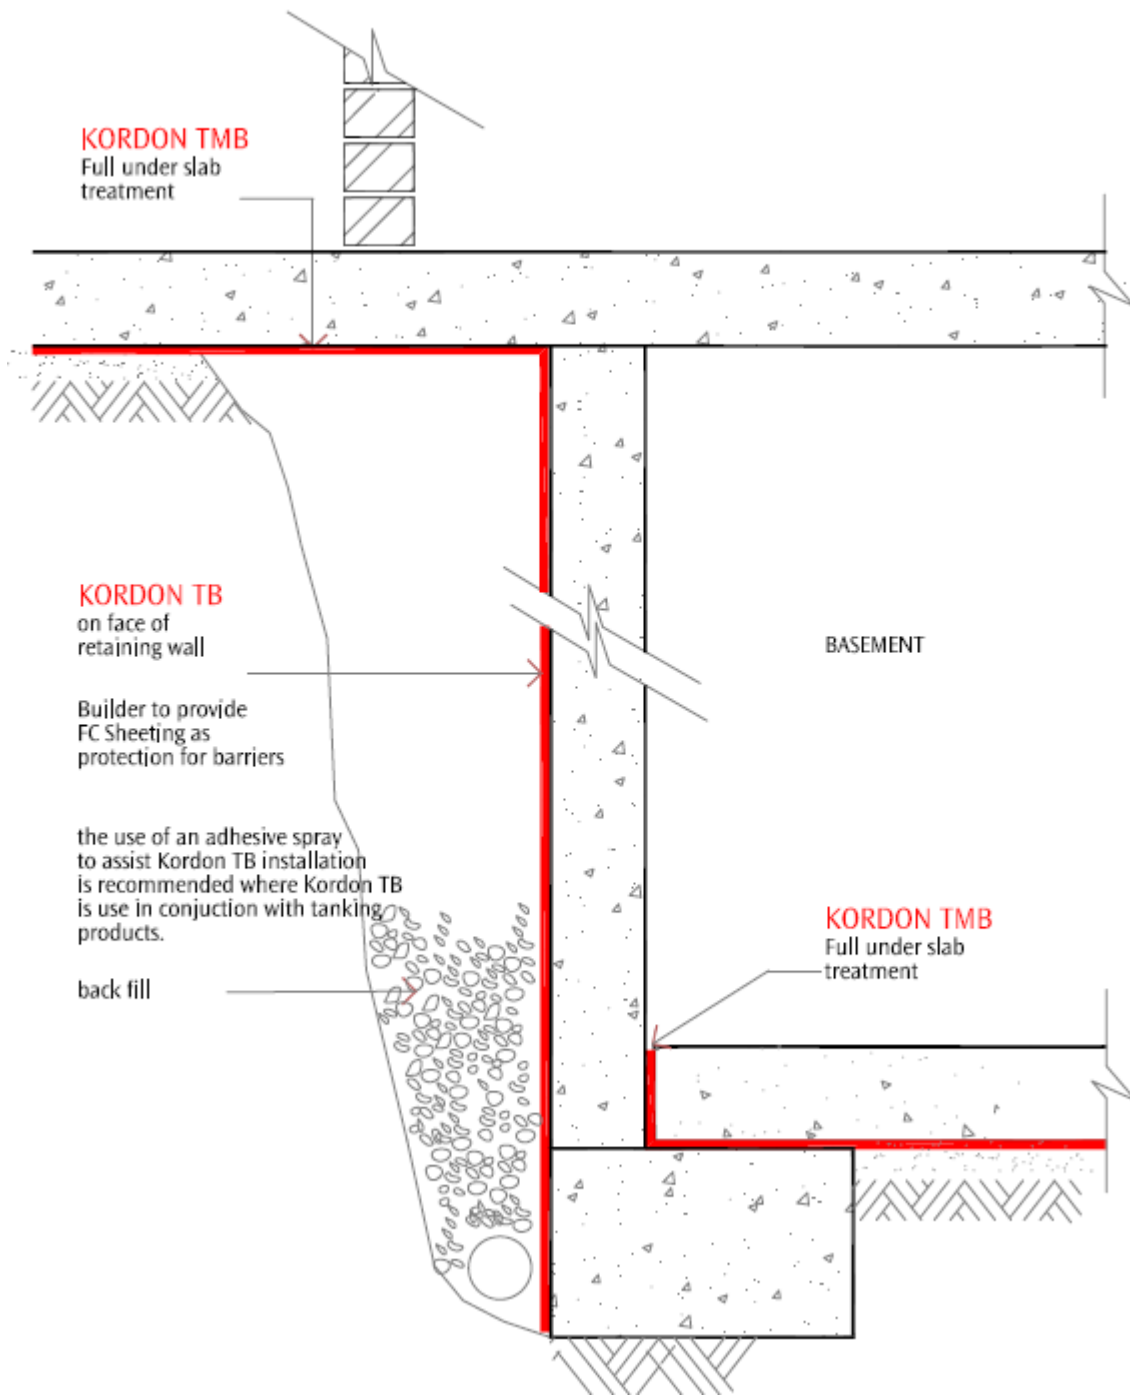 KORDON TMB
Full under slab
treatment
KORDON TB
on face of
retaining wall
Builder to provide
FC Sheeting as
protection for barriers
the use of an adhesive spray
to assist Kordon TB installation
is recommended where Kordon TB
is use in conjuction with tanking
products.
back fill
BASEMENT
KORDON TMB
Full under slab
treatment